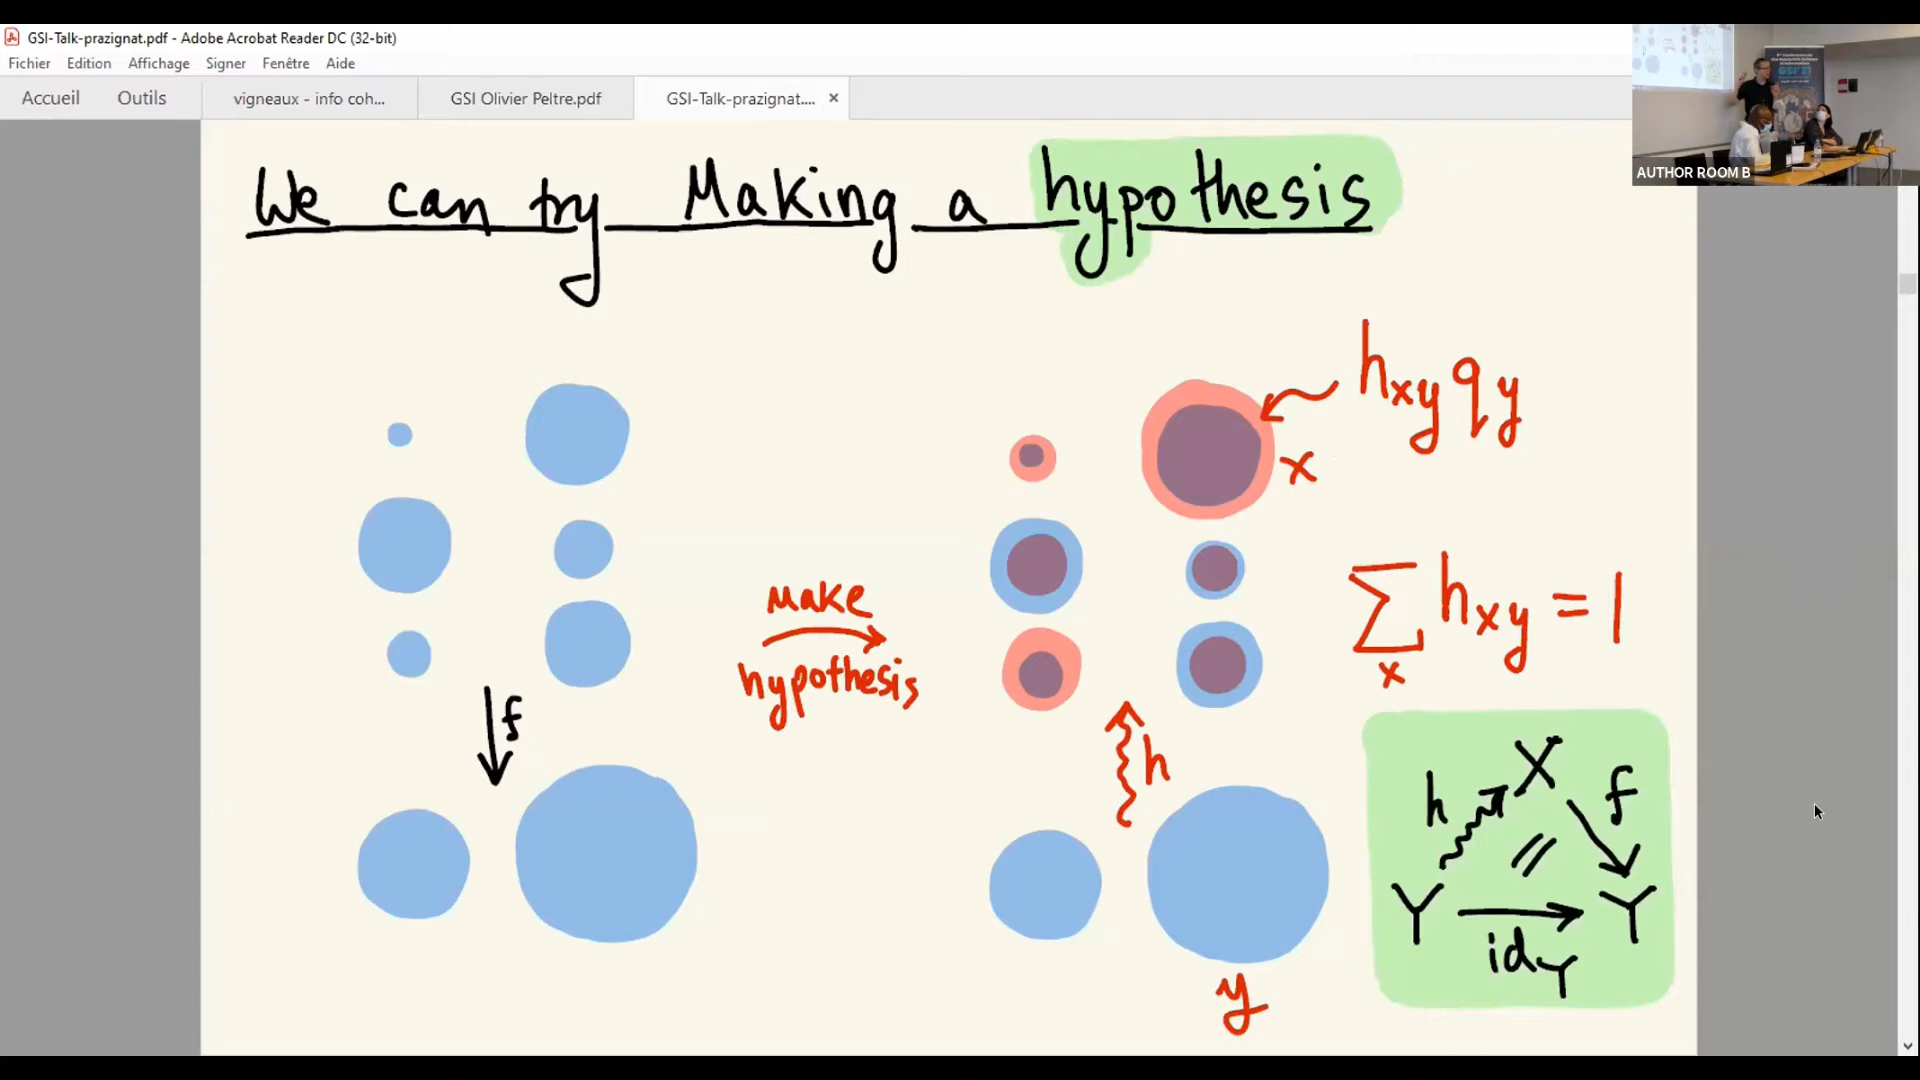 GSI-Talk-prazignat.pdf - Adobe Acrobat Reader DC (32-bit)
Fichier Edition Affichage Signer Fenêtre Aide
Accueil Outils vigneaux - info coh... GSI Olivier Peltre.pdf GSI-Talk-prazignat.... ×
AUTHOR ROOM B
We can try Making a hypothesis
h_xy q_y
x
make
hypothesis
∑_x h_xy = 1
f
h
y
h X f
Y Y
id_Y